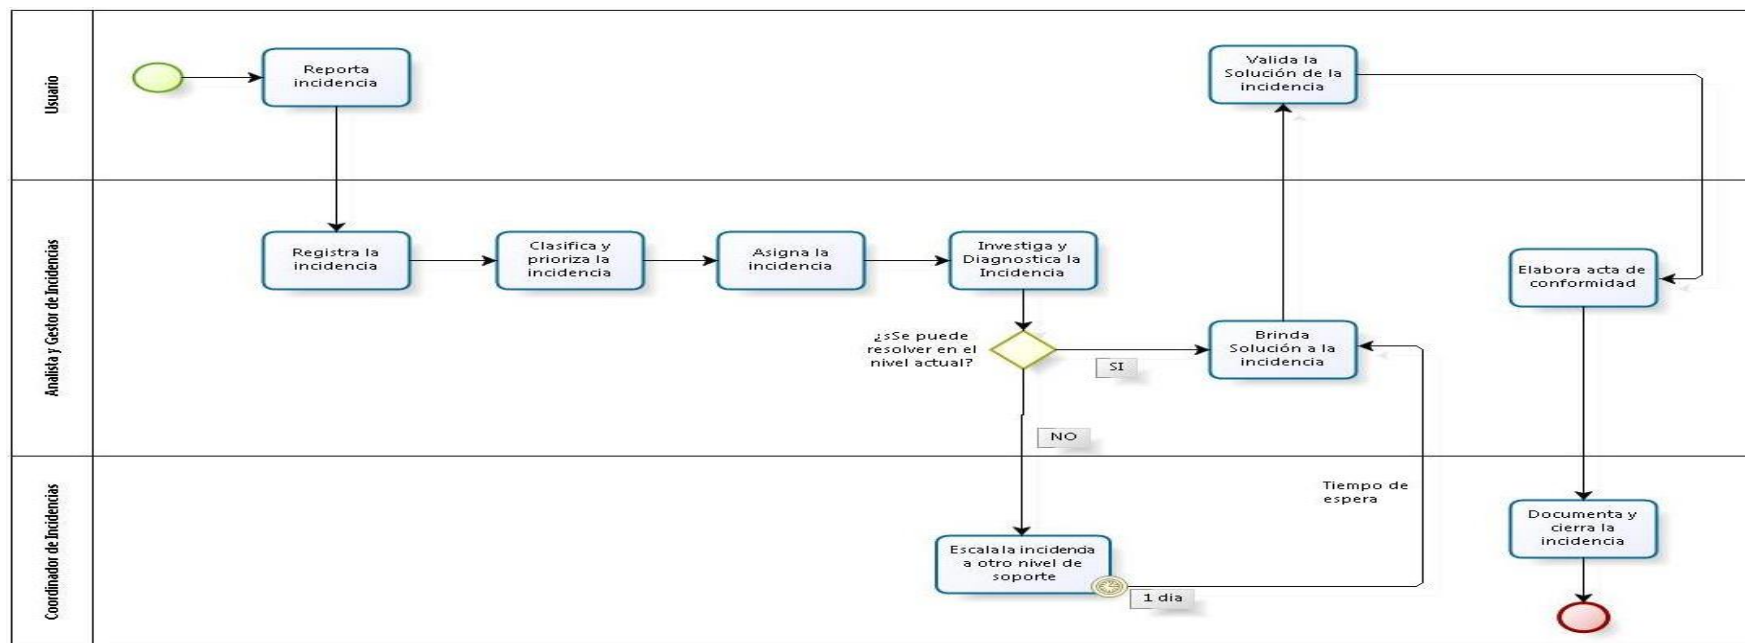 Usuario
Reporta
incidencia
Valida la
Solución de la
incidencia
Analista y Gestor de Incidencias
Registra la
incidencia
Clasifica y
prioriza la
incidencia
Asigna la
incidencia
Investiga y
Diagnostica la
Incidencia
Elabora acta de
conformidad
¿sSe puede
resolver en el
nivel actual?
SI
Brinda
Solución a la
incidencia
NO
Coordinador de Incidencias
Tiempo de
espera
Escala la incidencia
a otro nivel de
soporte
1 dia
Documenta y
cierra la
incidencia